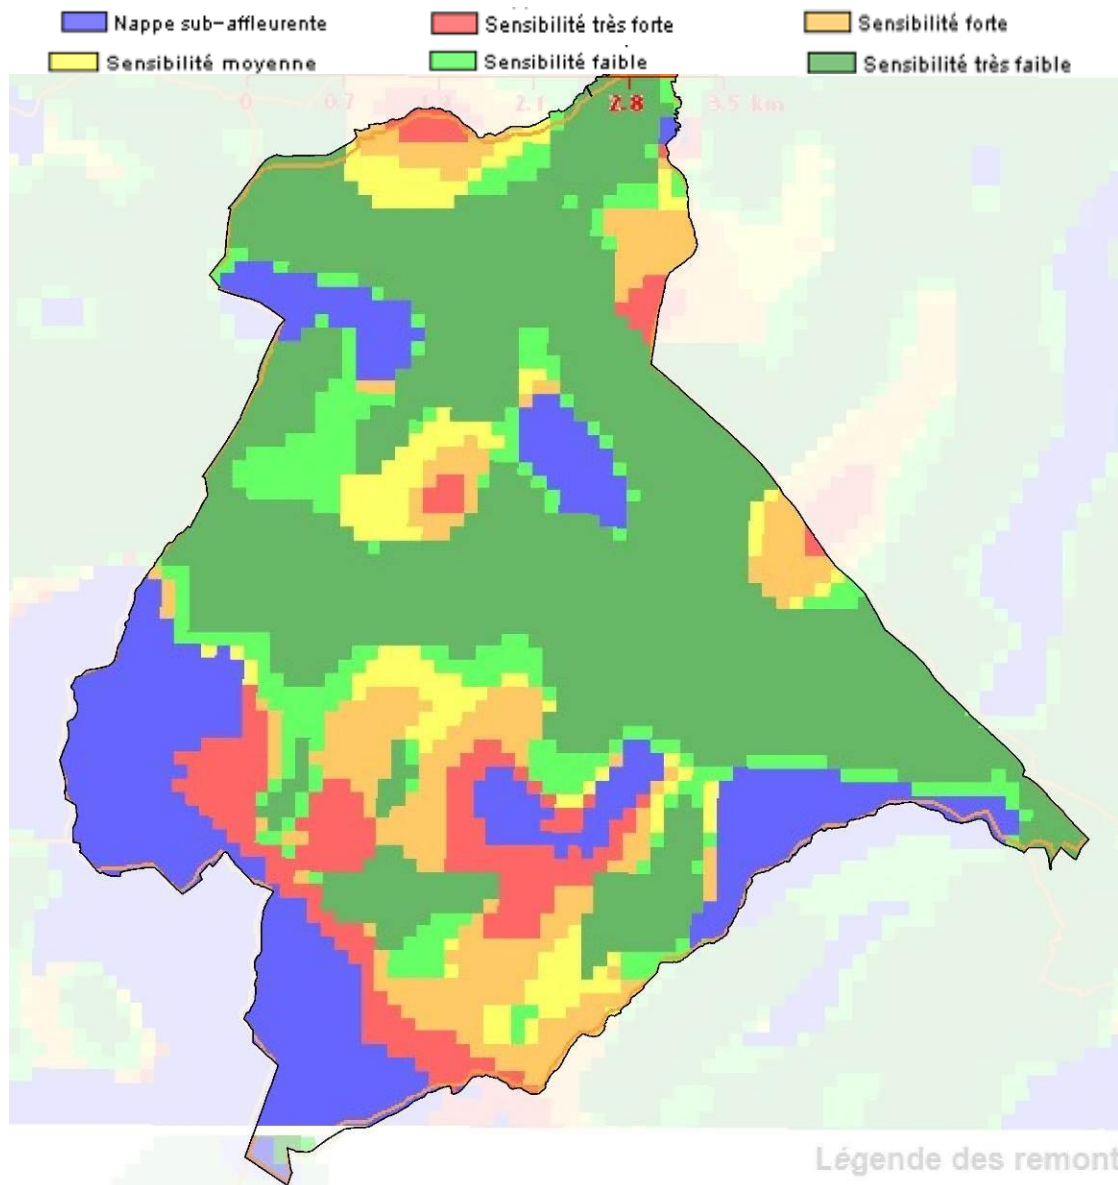 Nappe sub-affleurente Sensibilité très forte Sensibilité forte
Sensibilité moyenne Sensibilité faible Sensibilité très faible
0 0.7 2.1 2.8 3.5 km
Légende des remont